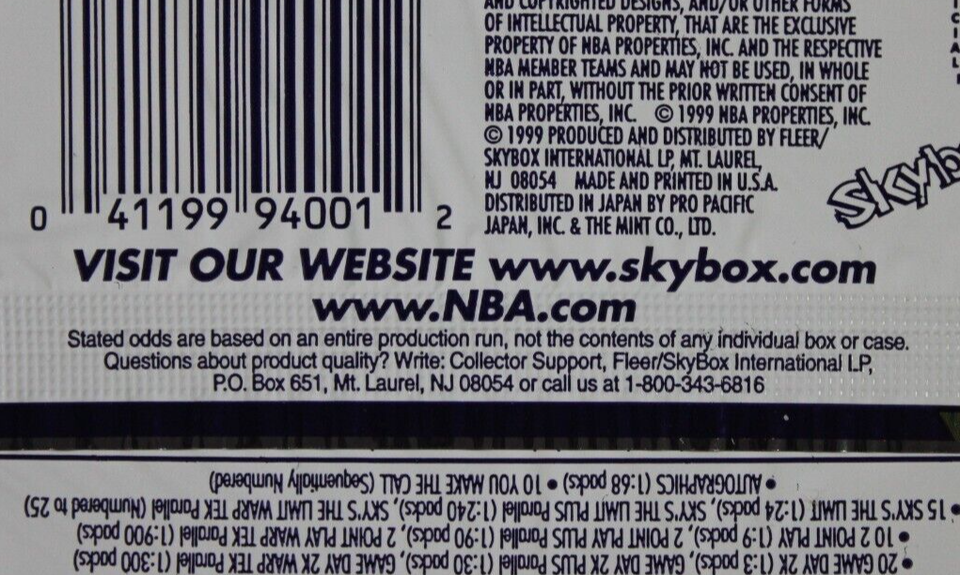 AND COPYRIGHTED DESIGNS, AND/OR OTHER FORMS
OF INTELLECTUAL PROPERTY, THAT ARE THE EXCLUSIVE
PROPERTY OF NBA PROPERTIES, INC. AND THE RESPECTIVE
NBA MEMBER TEAMS AND MAY NOT BE USED, IN WHOLE
OR IN PART, WITHOUT THE PRIOR WRITTEN CONSENT OF
NBA PROPERTIES, INC. © 1999 NBA PROPERTIES, INC.
© 1999 PRODUCED AND DISTRIBUTED BY FLEER/
SKYBOX INTERNATIONAL LP, MT. LAUREL,
NJ 08054 MADE AND PRINTED IN U.S.A.
DISTRIBUTED IN JAPAN BY PRO PACIFIC
JAPAN, INC. & THE MINT CO., LTD.
skyb
0 41199 94001 2
VISIT OUR WEBSITE www.skybox.com
www.NBA.com
Stated odds are based on an entire production run, not the contents of any individual box or case.
Questions about product quality? Write: Collector Support, Fleer/SkyBox International LP,
P.O. Box 651, Mt. Laurel, NJ 08054 or call us at 1-800-343-6816
• 20 GAME DAY 2K (1:3 packs), GAME DAY 2K PLUS Parallel (1:30 packs), GAME DAY 2K WARP TEK Parallel (1:300 packs)
• 10 2 POINT PLAY (1:9 packs), 2 POINT PLAY PLUS Parallel (1:90 packs), 2 POINT PLAY WARP TEK Parallel (1:900 packs)
• 15 SKY'S THE LIMIT (1:24 packs), SKY'S THE LIMIT PLUS Parallel (1:240 packs), SKY'S THE LIMIT WARP TEK Parallel (Numbered to 25)
• AUTOGRAPHICS (1:68 packs) • 10 YOU MAKE THE CALL (Sequentially Numbered)